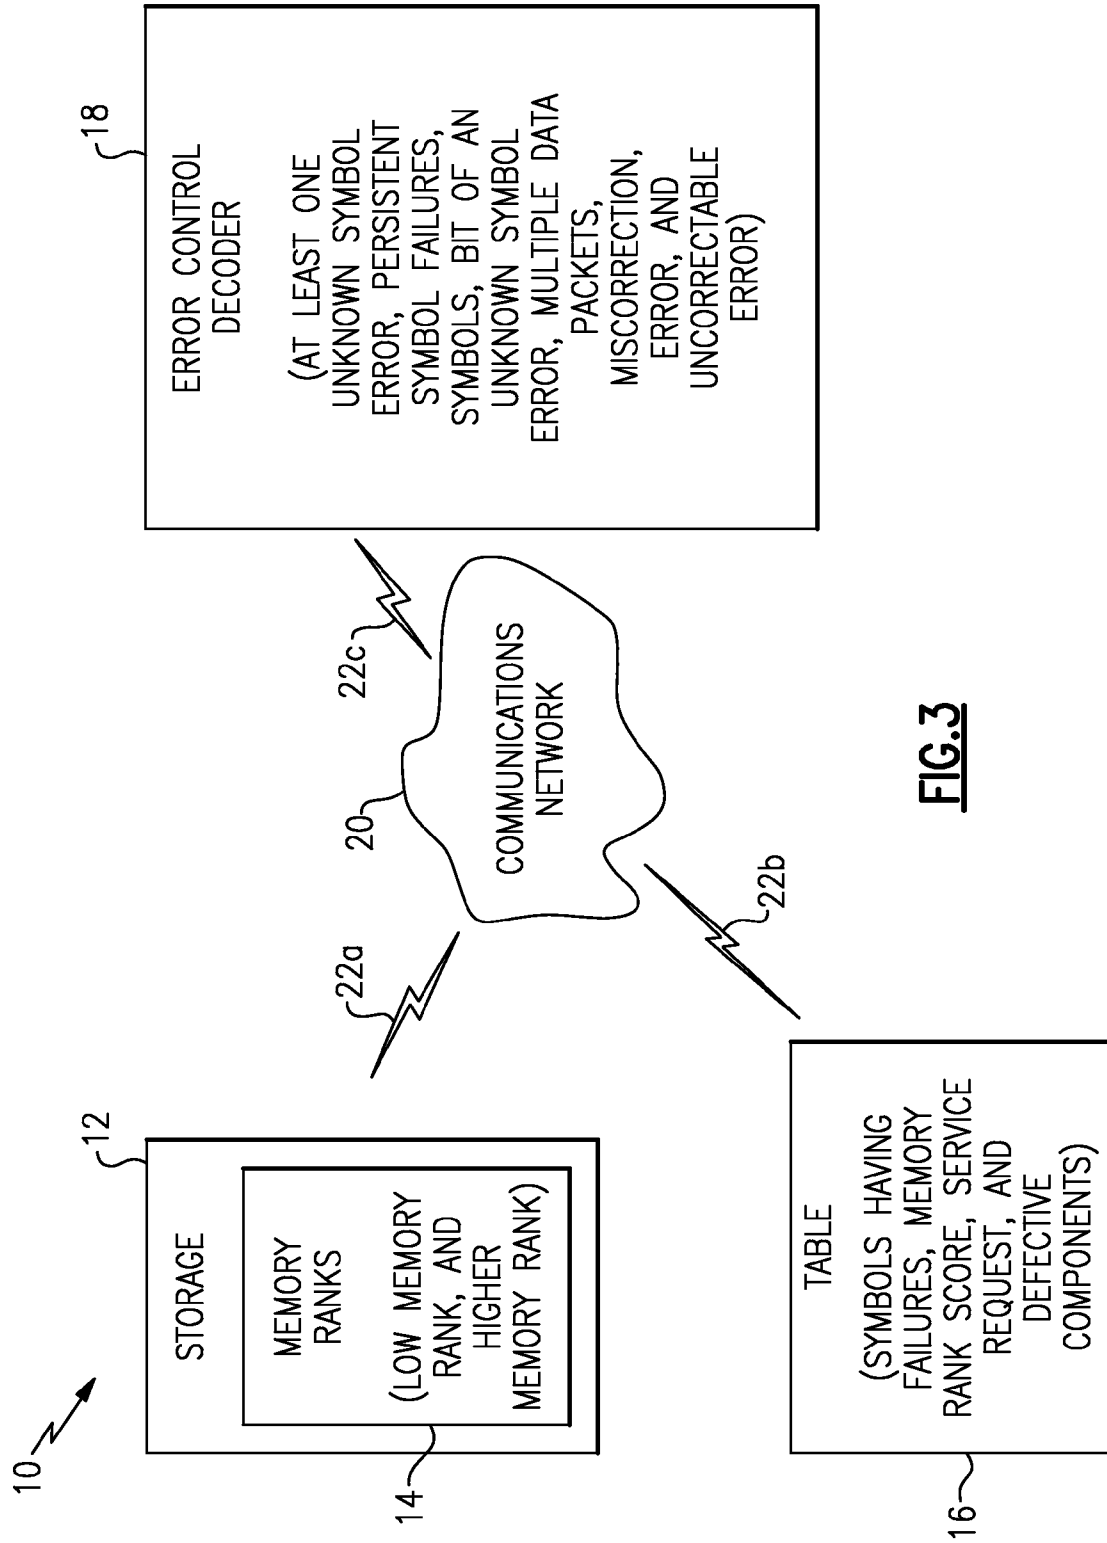 10
12
STORAGE
MEMORY
RANKS
(LOW MEMORY
RANK, AND
HIGHER
MEMORY RANK)
14
22a
20
COMMUNICATIONS
NETWORK
22c
22b
18
ERROR CONTROL
DECODER
(AT LEAST ONE
UNKNOWN SYMBOL
ERROR, PERSISTENT
SYMBOL FAILURES,
SYMBOLS, BIT OF AN
UNKNOWN SYMBOL
ERROR, MULTIPLE DATA
PACKETS,
MISCORRECTION,
ERROR, AND
UNCORRECTABLE
ERROR)
TABLE
(SYMBOLS HAVING
FAILURES, MEMORY
RANK SCORE, SERVICE
REQUEST, AND
DEFECTIVE
COMPONENTS)
16
FIG.3